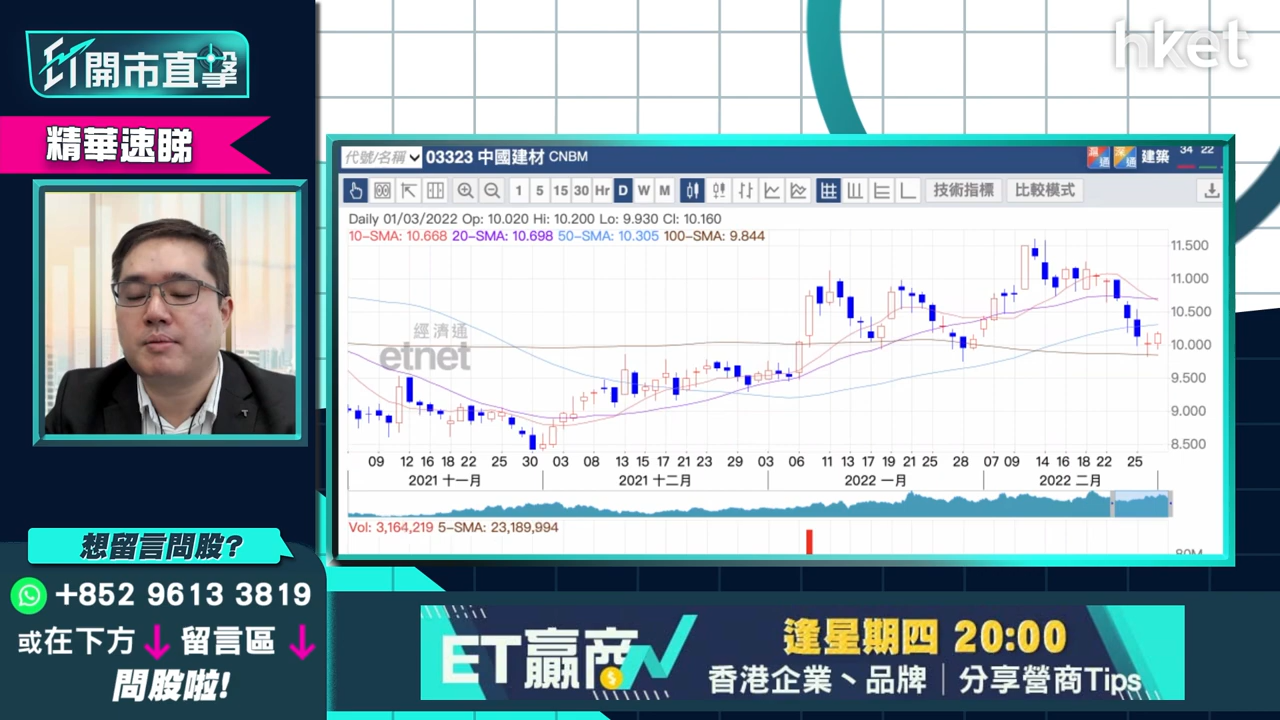 hket
ET開市直擊
精華速睇
代號/名稱 03323 中國建材 CNBM
滬通 深通 建築 34 22
1 5 15 30 Hr D W M 技術指標 比較模式
Daily 01/03/2022 Op: 10.020 Hi: 10.200 Lo: 9.930 Cl: 10.160
10-SMA: 10.668 20-SMA: 10.698 50-SMA: 10.305 100-SMA: 9.844
11.500
11.000
10.500
10.000
9.500
9.000
8.500
經濟通
etnet
09 12 16 18 22 25 30 03 08 13 15 17 21 23 29 03 06 11 13 17 19 21 25 28 07 09 14 16 18 22 25
2021 十一月 2021 十二月 2022 一月 2022 二月
Vol: 3,164,219 5-SMA: 23,189,994
80M
想留言問股?
+852 9613 3819
或在下方 留言區
問股啦!
ET贏商
逢星期四 20:00
香港企業、品牌|分享營商Tips